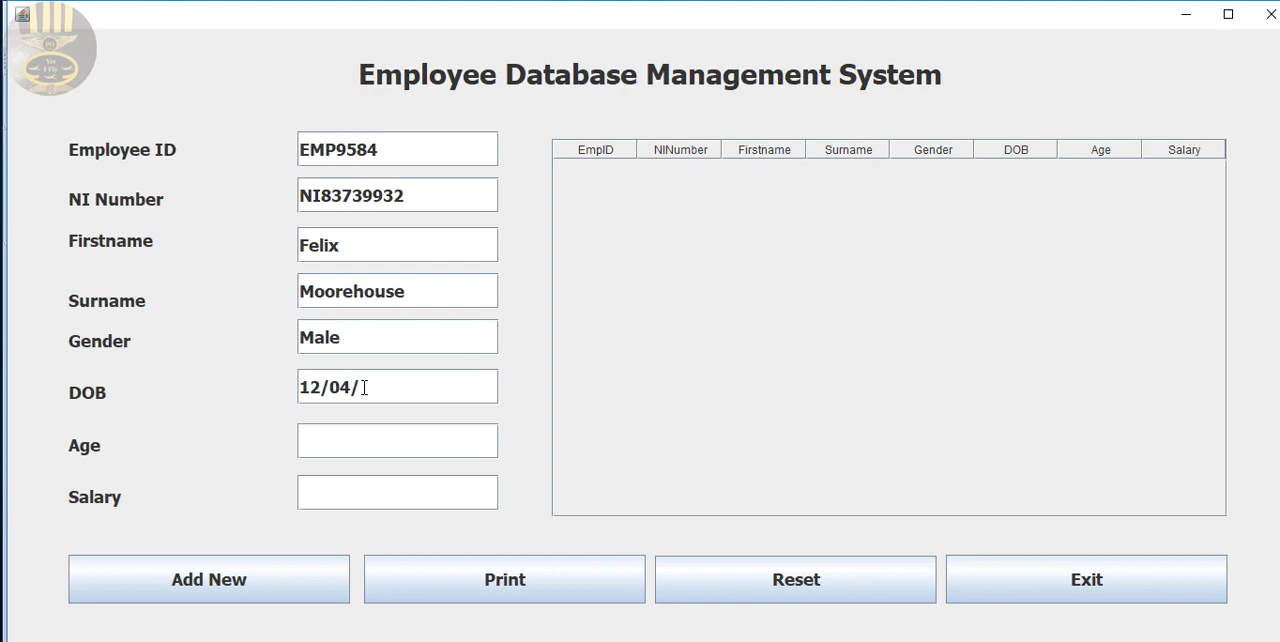 Employee Database Management System
Employee ID EMP9584
NI Number NI83739932
Firstname Felix
Surname Moorehouse
Gender Male
DOB 12/04/
Age
Salary
EmpID NINumber Firstname Surname Gender DOB Age Salary
Add New Print Reset Exit